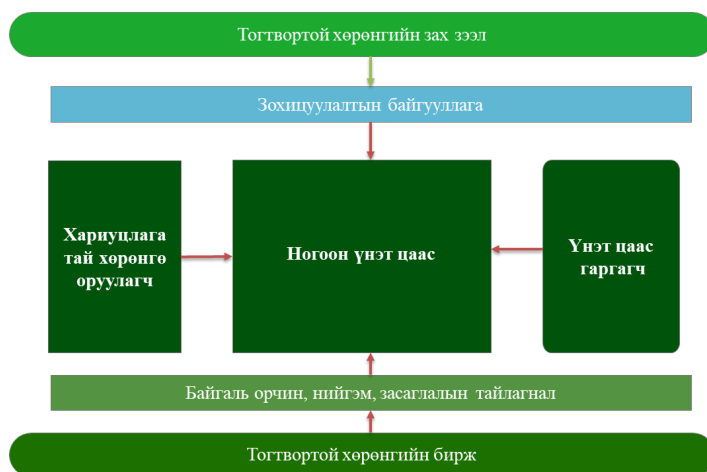 Тогтвортой хөрөнгийн зах зээл
Зохицуулалтын байгууллага
Хариуцлага
тай хөрөнгө
оруулагч
Ногоон үнэт цаас
Үнэт цаас
гаргагч
Байгаль орчин, нийгэм, засаглалын тайлагнал
Тогтвортой хөрөнгийн бирж